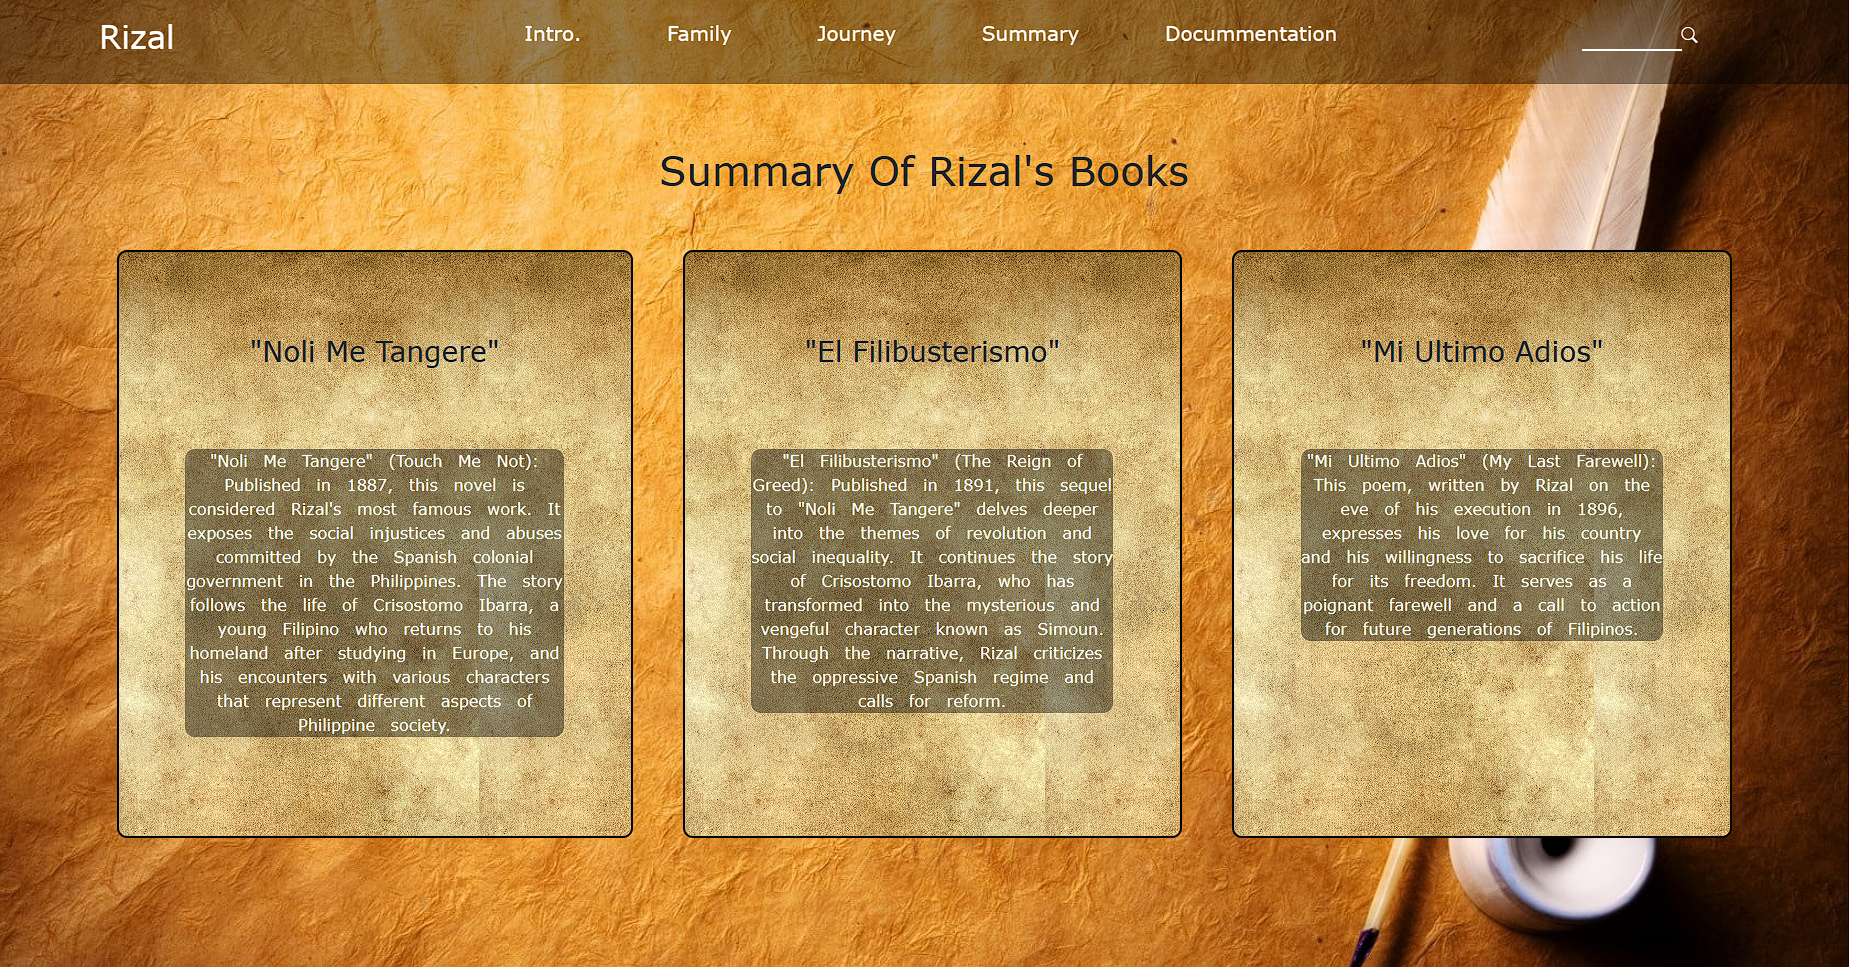 Rizal
Intro.
Family
Journey
Summary
Docummentation
Summary Of Rizal's Books
"Noli Me Tangere"
"Noli Me Tangere" (Touch Me Not):
Published in 1887, this novel is
considered Rizal's most famous work. It
exposes the social injustices and abuses
committed by the Spanish colonial
government in the Philippines. The story
follows the life of Crisostomo Ibarra, a
young Filipino who returns to his
homeland after studying in Europe, and
his encounters with various characters
that represent different aspects of
Philippine society.
"El Filibusterismo"
"El Filibusterismo" (The Reign of
Greed): Published in 1891, this sequel
to "Noli Me Tangere" delves deeper
into the themes of revolution and
social inequality. It continues the story
of Crisostomo Ibarra, who has
transformed into the mysterious and
vengeful character known as Simoun.
Through the narrative, Rizal criticizes
the oppressive Spanish regime and
calls for reform.
"Mi Ultimo Adios"
"Mi Ultimo Adios" (My Last Farewell):
This poem, written by Rizal on the
eve of his execution in 1896,
expresses his love for his country
and his willingness to sacrifice his life
for its freedom. It serves as a
poignant farewell and a call to action
for future generations of Filipinos.